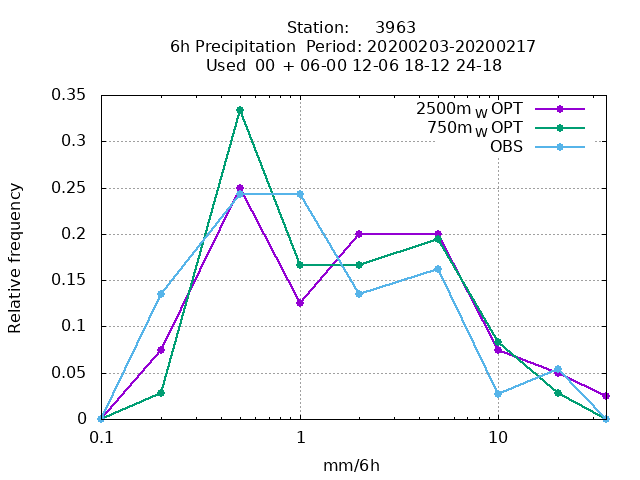 Station: 3963
6h Precipitation Period: 20200203-20200217
Used 00 + 06-00 12-06 18-12 24-18
2500m W OPT
750m W OPT
OBS
0.35
0.3
0.25
0.2
0.15
0.1
0.05
0
Relative frequency
0.1 1 10
mm/6h